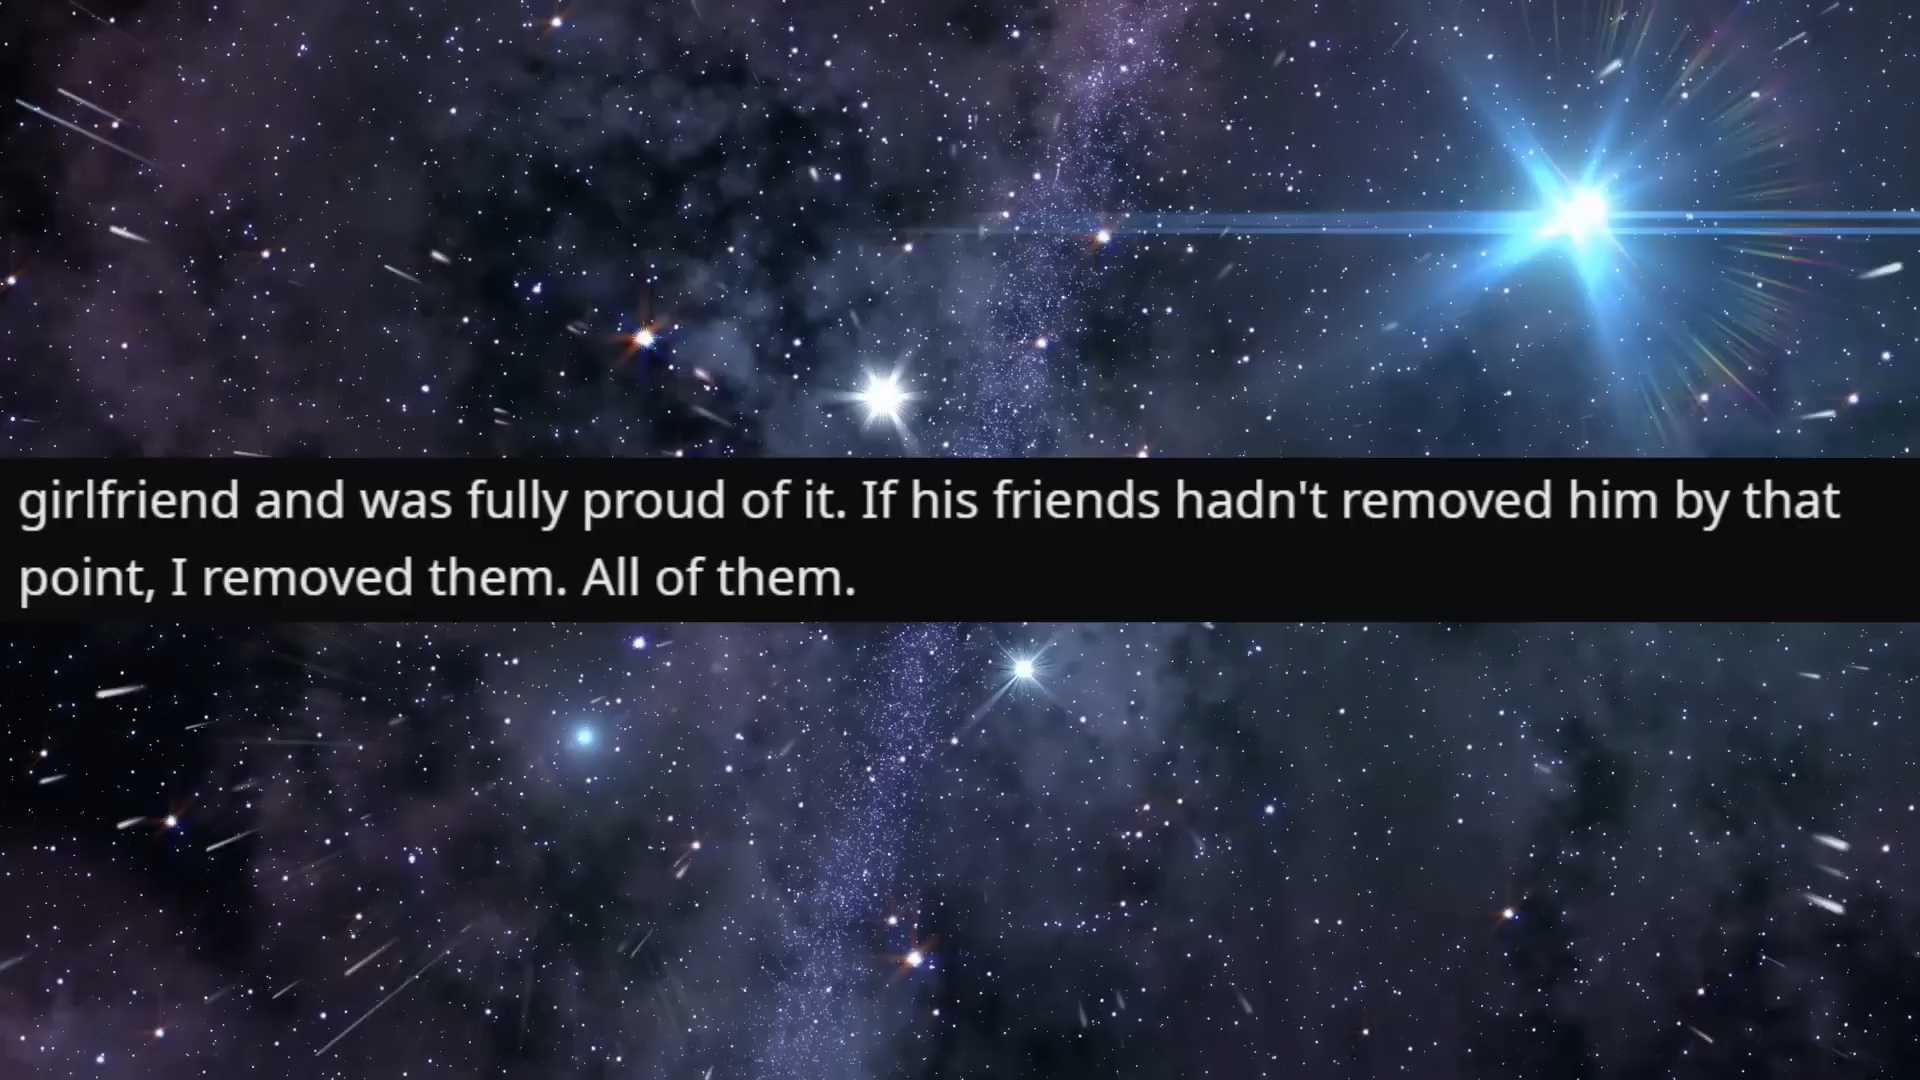 girlfriend and was fully proud of it. If his friends hadn't removed him by that
point, I removed them. All of them.